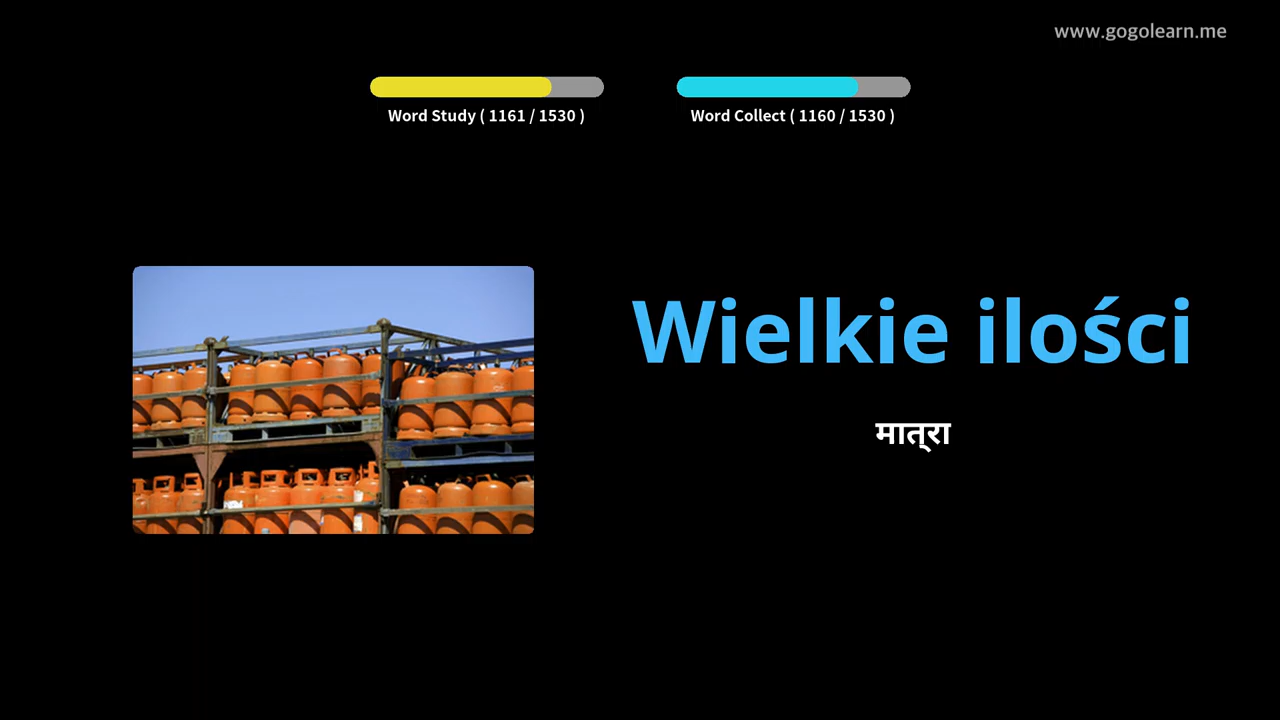 www.gogolearn.me
Word Study ( 1161 / 1530 )
Word Collect ( 1160 / 1530 )
Wielkie ilości
मात्रा